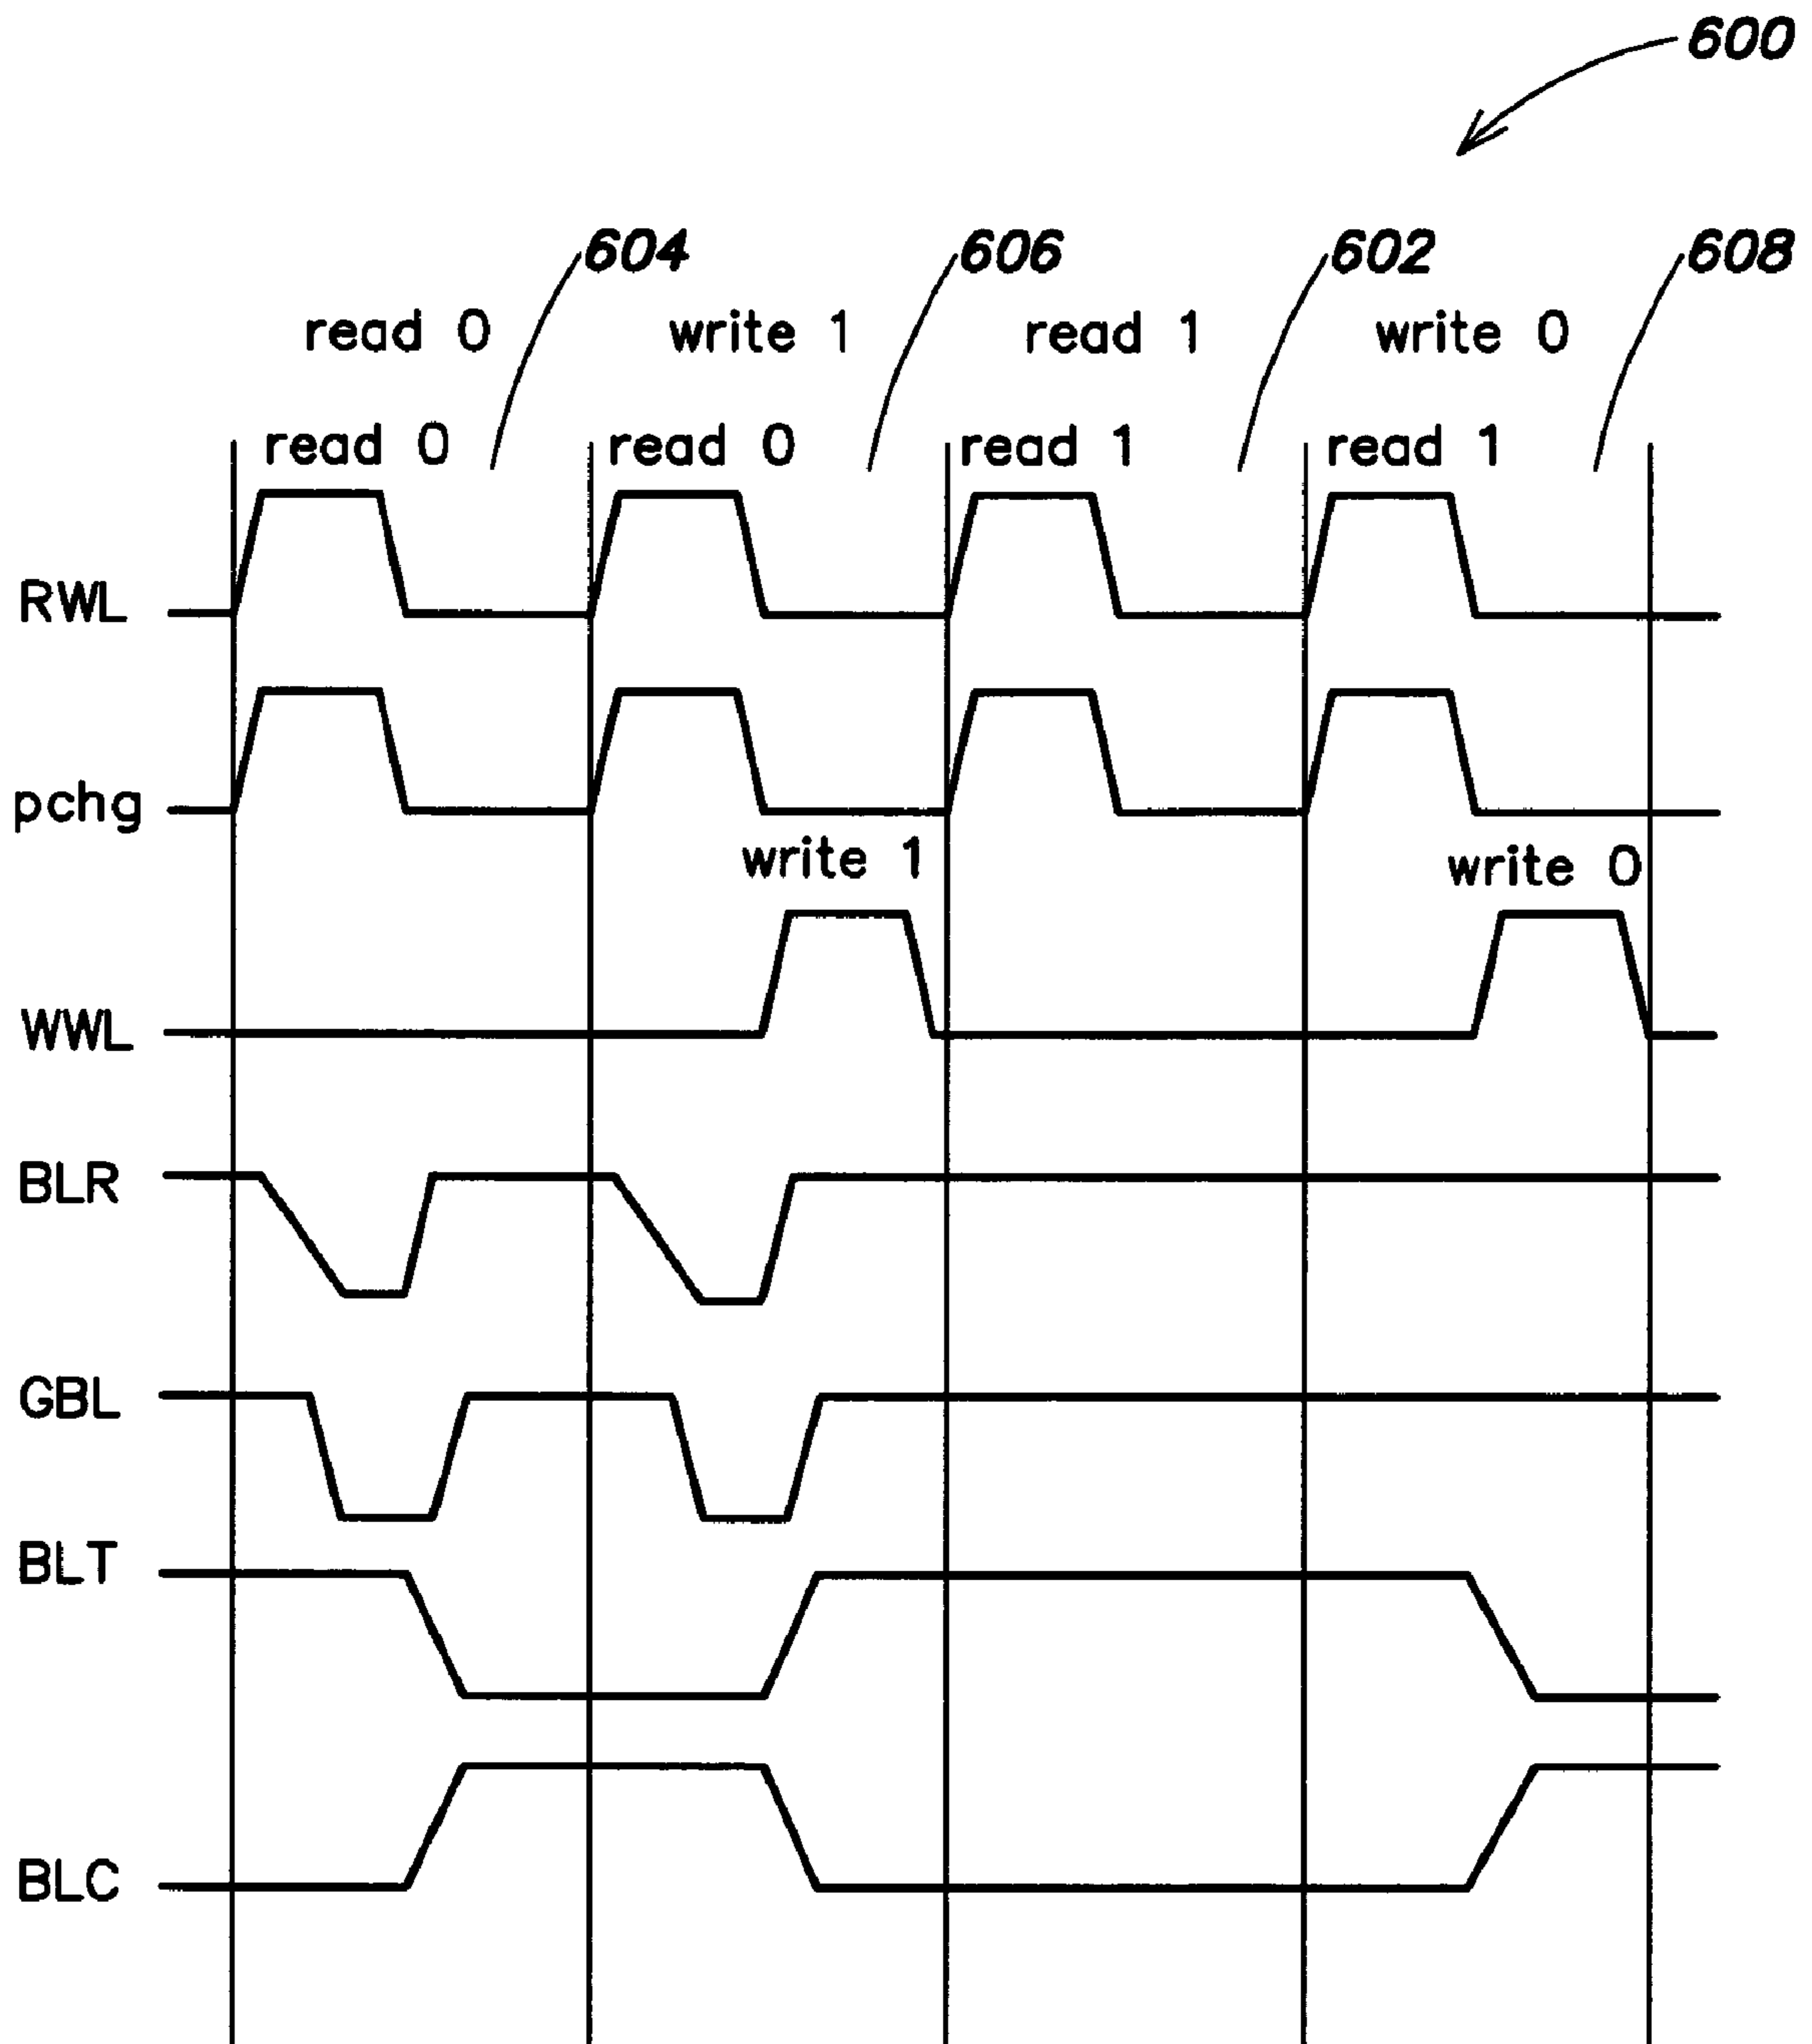 600
604 606 602 608
read 0 write 1 read 1 write 0
read 0 read 0 read 1 read 1
RWL
pchg
write 1 write 0
WWL
BLR
GBL
BLT
BLC